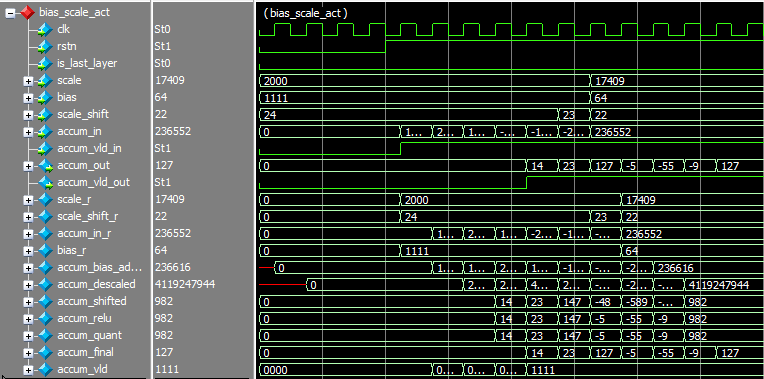 bias_scale_act ( bias_scale_act )
clk St0
rstn St1
is_last_layer St0
scale 17409 2000 17409
bias 64 1111 64
scale_shift 22 24 23 22
accum_in 236552 0 1... 2... 1... -... -1... -2... 236552
accum_vld_in St1
accum_out 127 0 14 23 127 -5 -55 -9 127
accum_vld_out St1
scale_r 17409 0 2000 17409
scale_shift_r 22 0 24 23 22
accum_in_r 236552 0 1... 2... 1... -2... -1... -... 236552
bias_r 64 0 1111 64
accum_bias_ad... 236616 0 1... 2... 2... 1... -1... -... -2... 236616
accum_descaled 4119247944 0 2... 2... 4... 2... -... -2... -... 4119247944
accum_shifted 982 0 14 23 147 -48 -589 -... 982
accum_relu 982 0 14 23 147 -5 -55 -9 982
accum_quant 982 0 14 23 147 -5 -55 -9 982
accum_final 127 0 14 23 127 -5 -55 -9 127
accum_vld 1111 0000 0... 0... 0... 1111